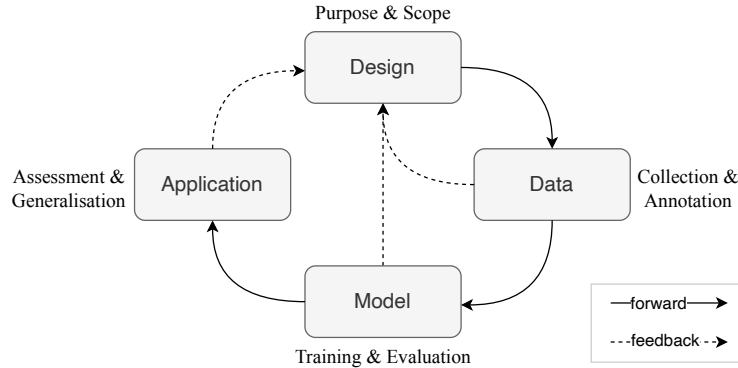 Purpose & Scope
Design
Assessment &
Generalisation
Application
Data
Collection &
Annotation
Model
Training & Evaluation
forward
feedback